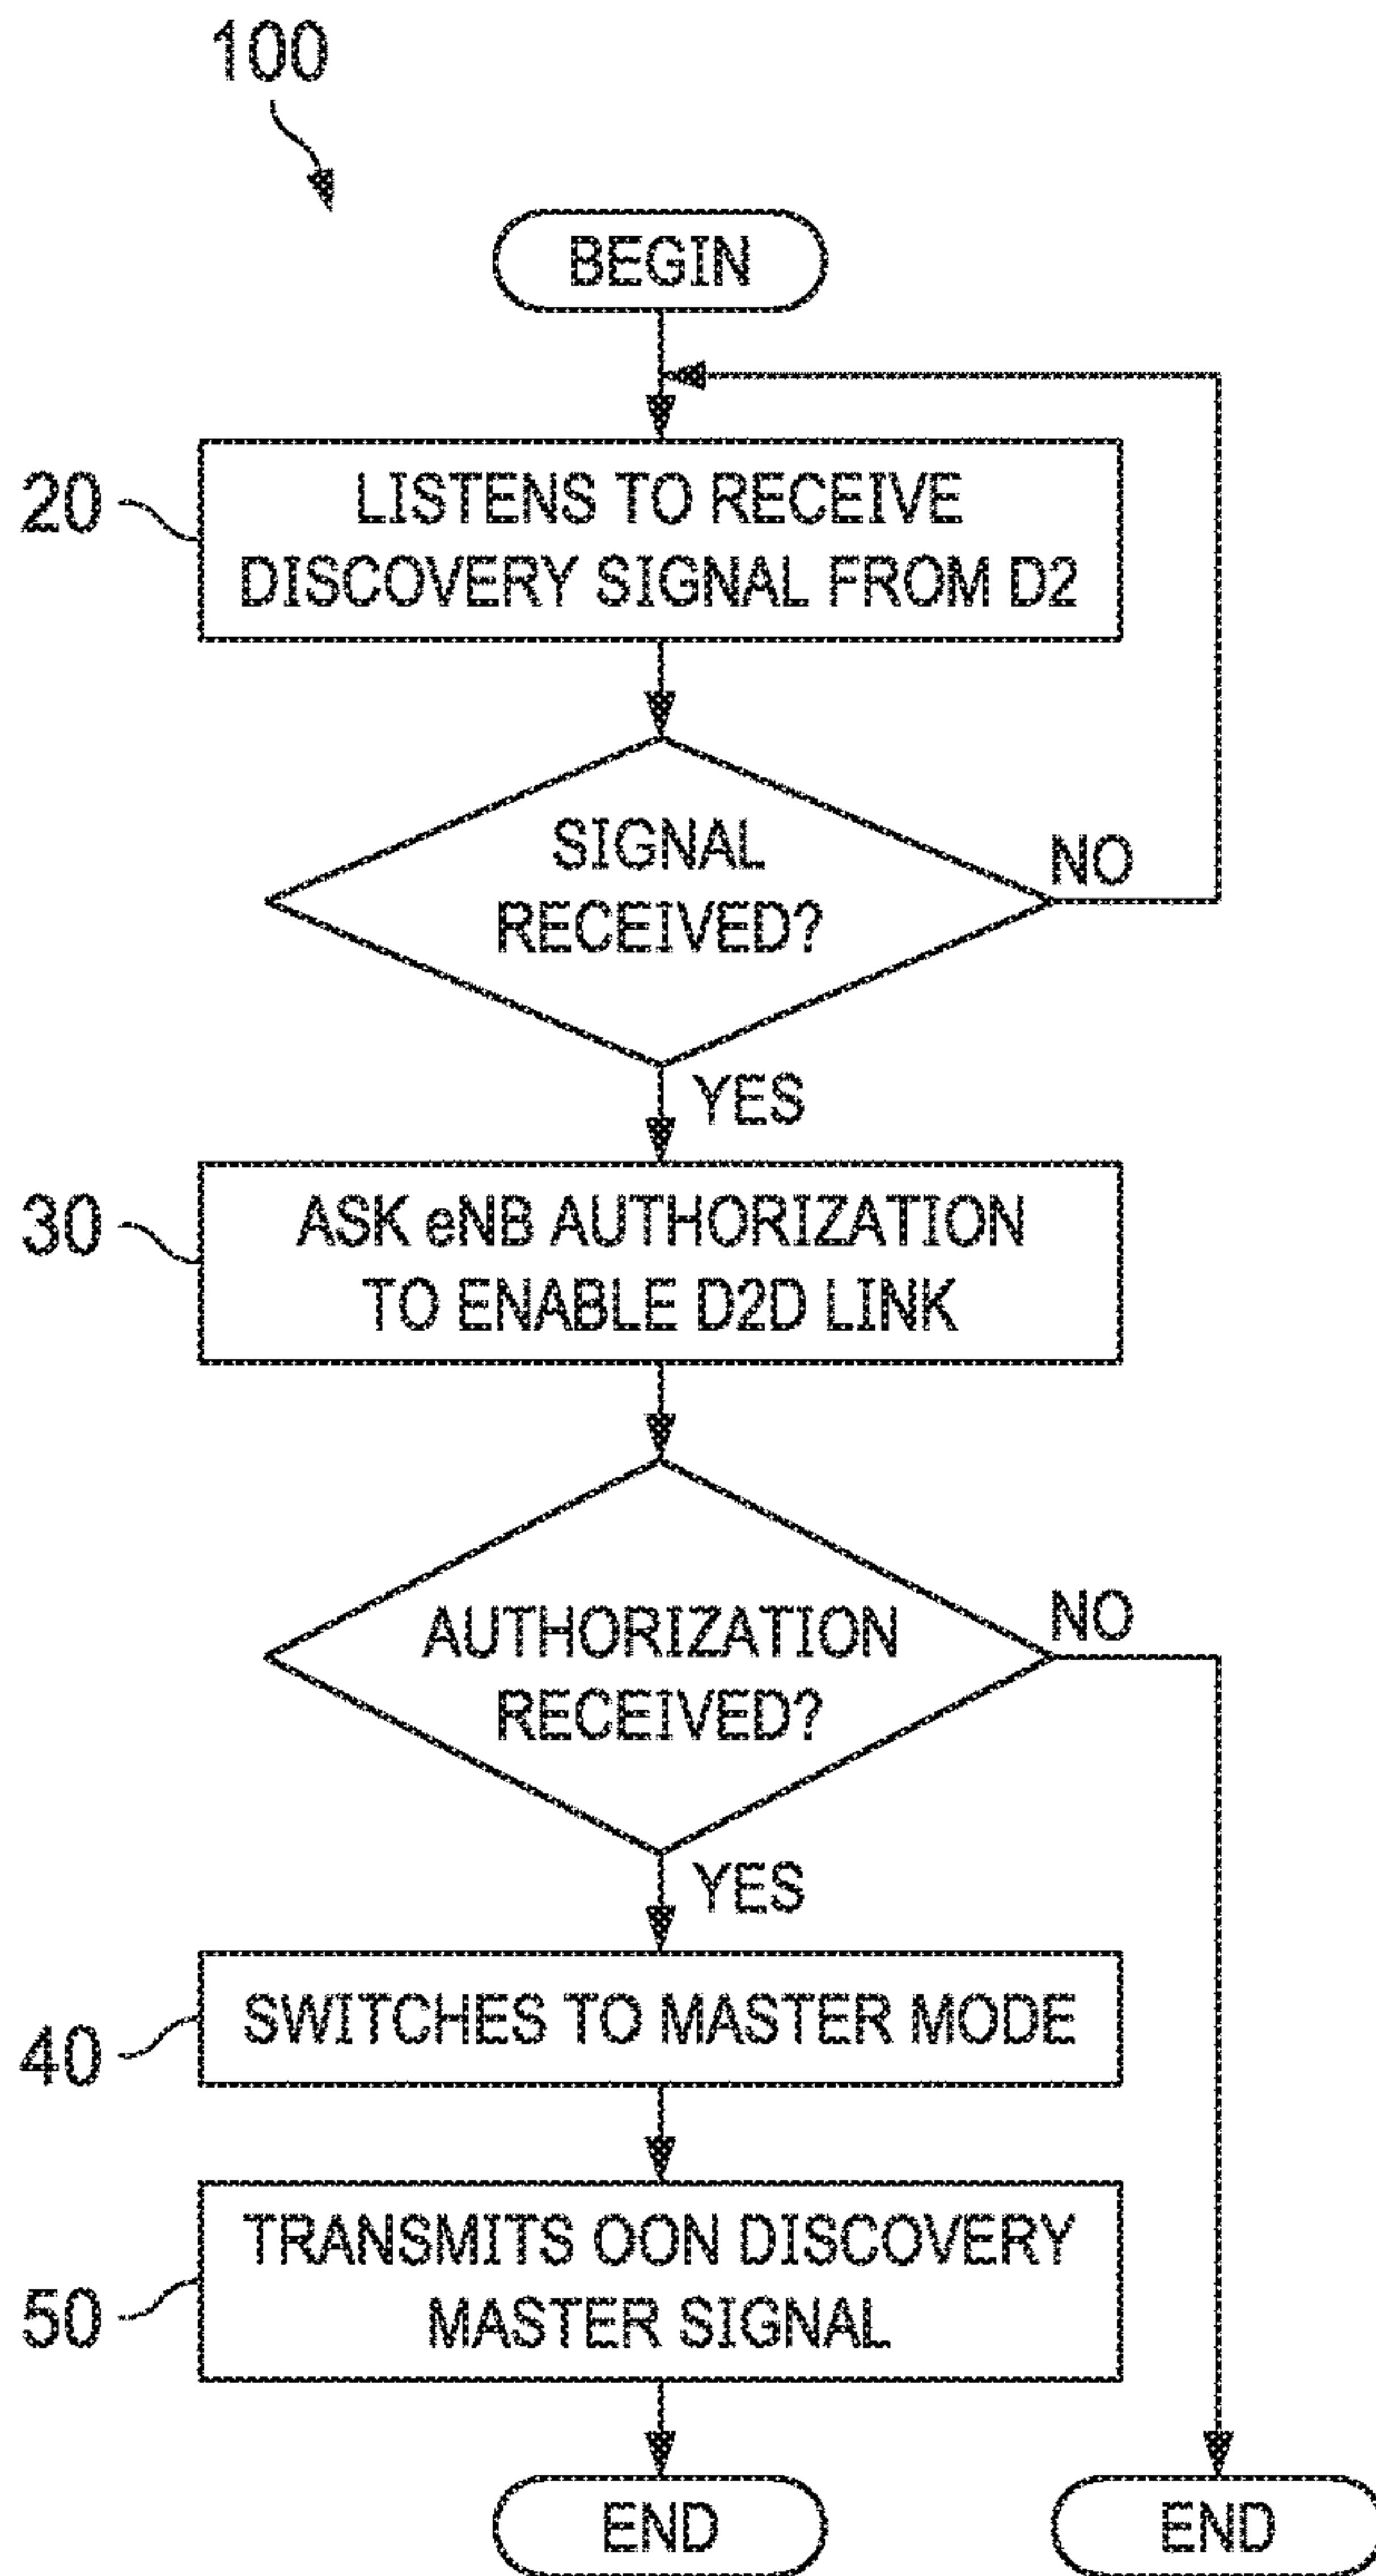 100
BEGIN
20
LISTENS TO RECEIVE
DISCOVERY SIGNAL FROM D2
SIGNAL
RECEIVED?
NO
YES
30
ASK eNB AUTHORIZATION
TO ENABLE D2D LINK
AUTHORIZATION
RECEIVED?
NO
YES
40
SWITCHES TO MASTER MODE
50
TRANSMITS OON DISCOVERY
MASTER SIGNAL
END
END